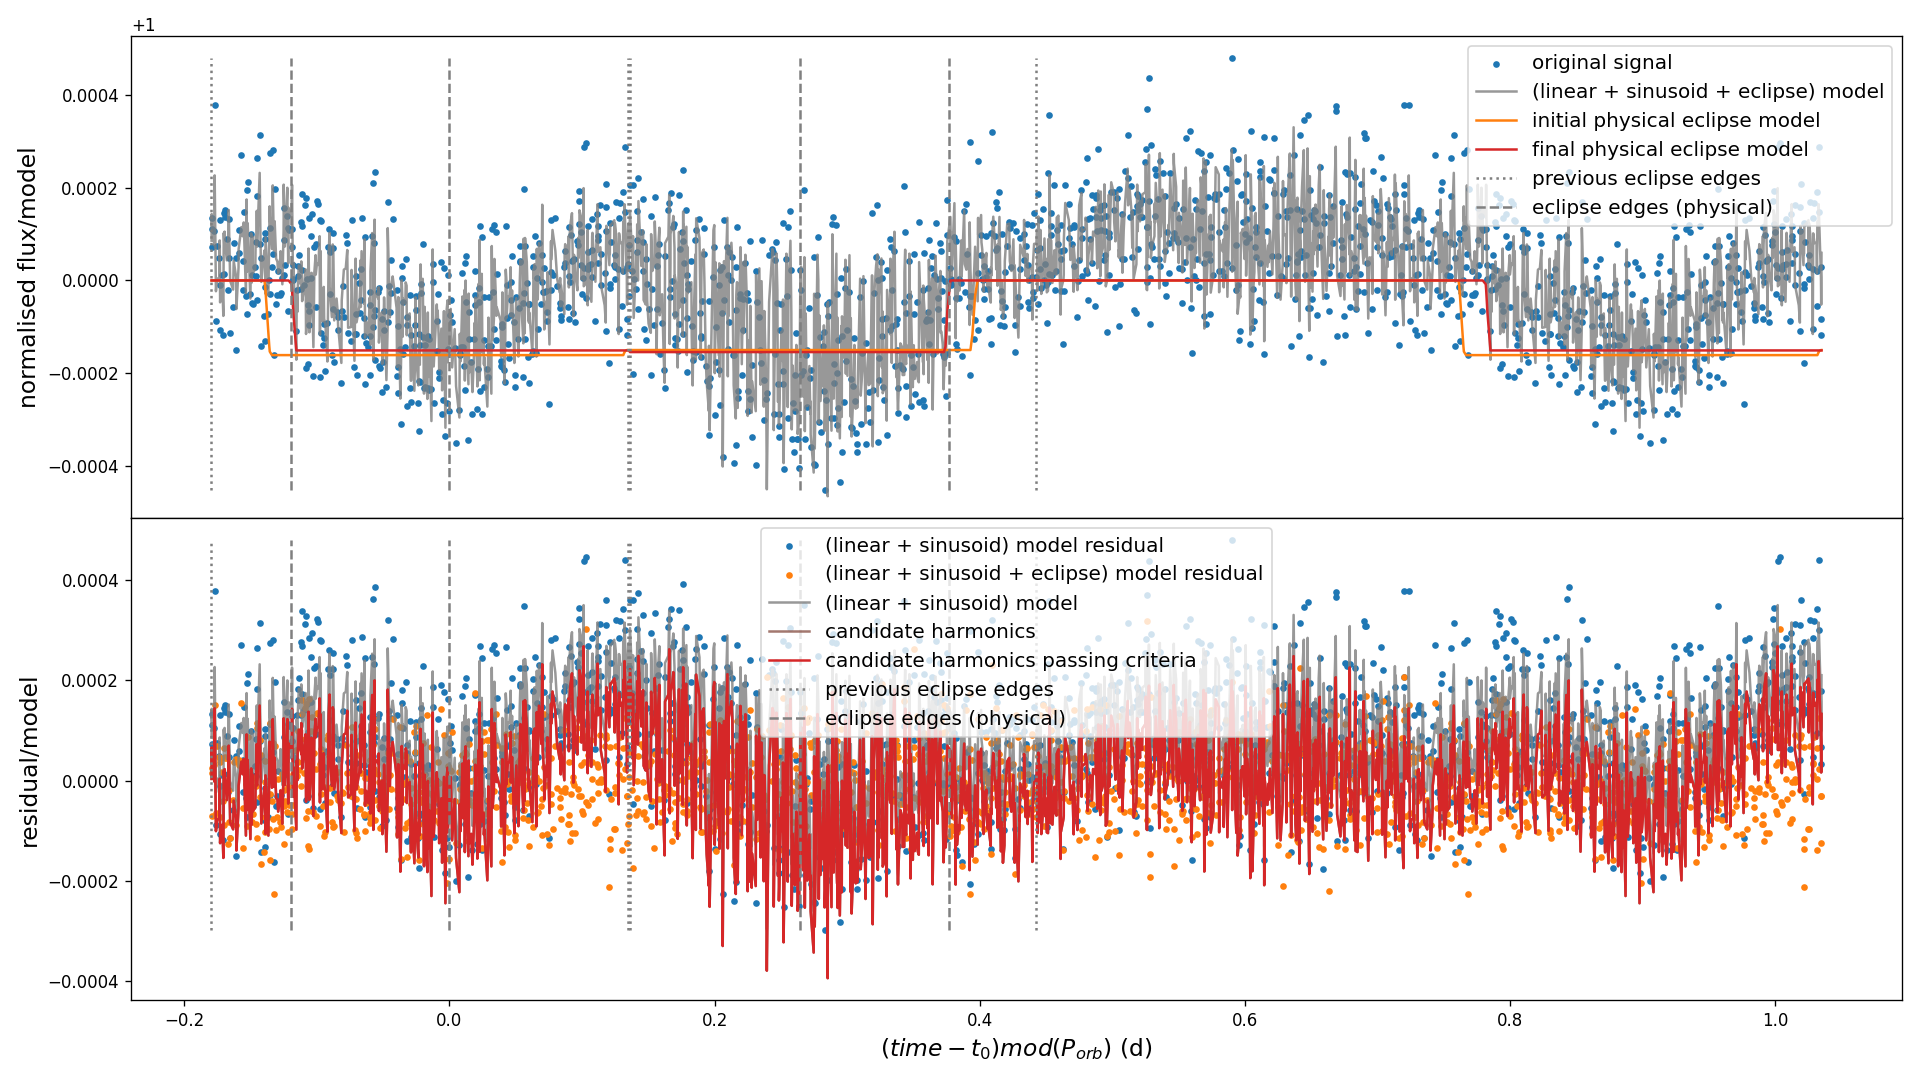 +1
normalised flux/model
0.0004
0.0002
0.0000
−0.0002
−0.0004
original signal
(linear + sinusoid + eclipse) model
initial physical eclipse model
final physical eclipse model
previous eclipse edges
eclipse edges (physical)
residual/model
0.0004
0.0002
0.0000
−0.0002
−0.0004
(linear + sinusoid) model residual
(linear + sinusoid + eclipse) model residual
(linear + sinusoid) model
candidate harmonics
candidate harmonics passing criteria
previous eclipse edges
eclipse edges (physical)
−0.2 0.0 0.2 0.4 0.6 0.8 1.0
(time − t₀)mod(P_orb) (d)